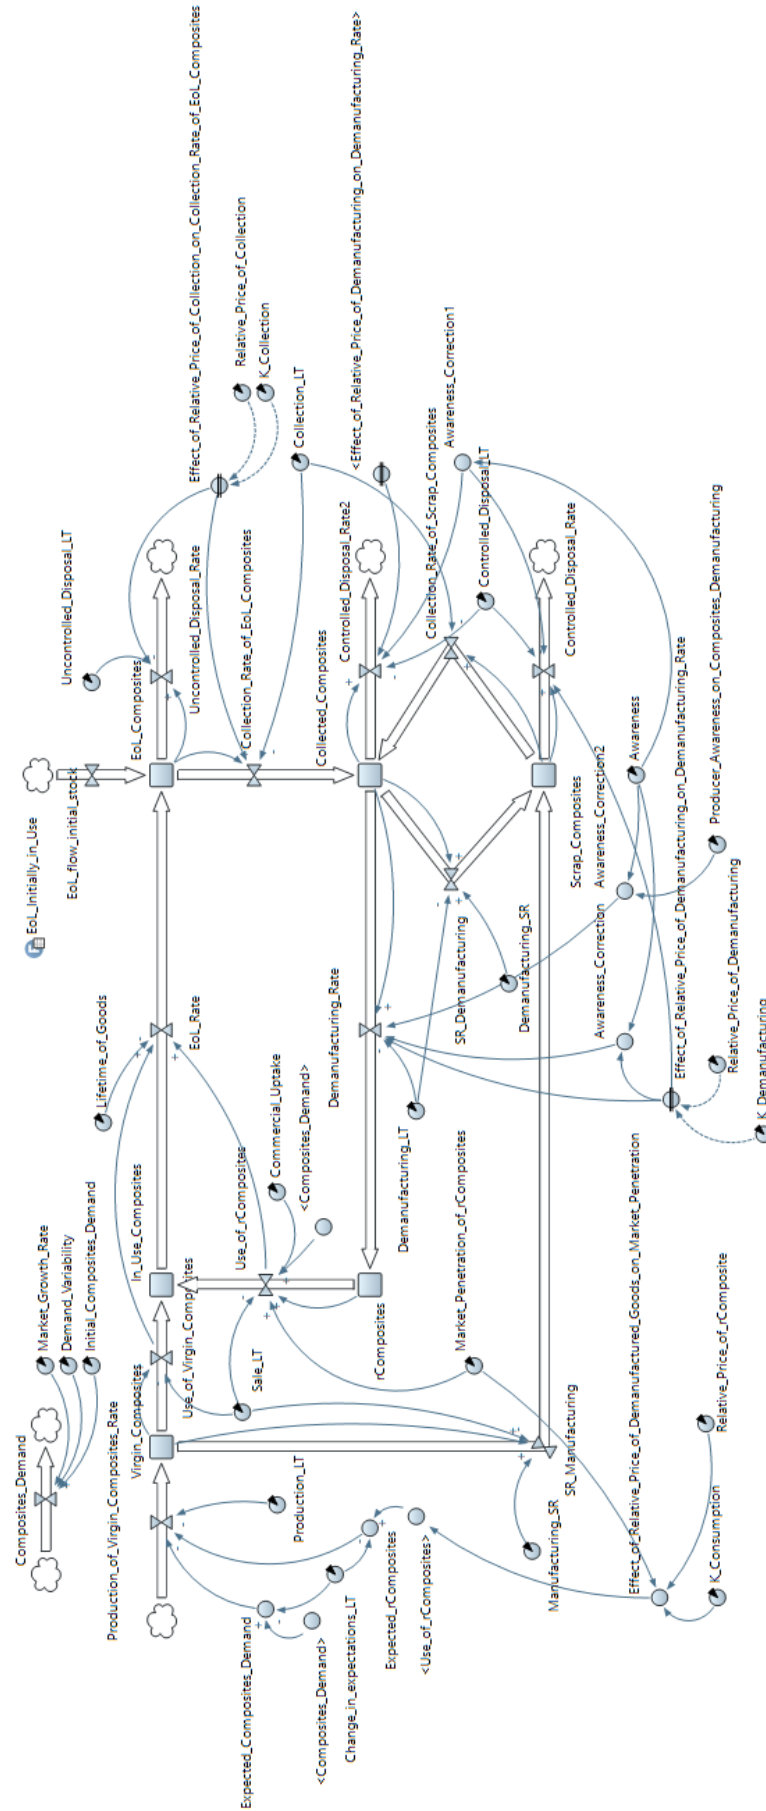 Composites_Demand
Market_Growth_Rate
Demand_Variability
Initial_Composites_Demand
Production_of_Virgin_Composites_Rate
Virgin_Composites
Use_of_Virgin_Composites
In_Use_Composites
Lifetime_of_Goods
EoL_Rate
EoL_Initially_in_Use
EoL_flow_initial_stock
EoL_Composites
Uncontrolled_Disposal_LT
Uncontrolled_Disposal_Rate
Effect_of_Relative_Price_of_Collection_on_Collection_Rate_of_EoL_Composites
Relative_Price_of_Collection
K_Collection
Collection_LT
Collection_Rate_of_EoL_Composites
<Effect_of_Relative_Price_of_Demanufacturing_on_Demanufacturing_Rate>
Expected_Composites_Demand
<Composites_Demand>
Change_in_expectations_LT
Expected_rComposites
<Use_of_rComposites>
Production_LT
Sale_LT
Use_of_rComposites
Commercial_Uptake
<Composites_Demand>
rComposites
Demanufacturing_Rate
Collected_Composites
Controlled_Disposal_Rate2
Demanufacturing_LT
Market_Penetration_of_rComposites
SR_Demanufacturing
Demanufacturing_SR
Collection_Rate_of_Scrap_Composites
Awareness_Correction1
Controlled_Disposal_LT
Controlled_Disposal_Rate
Scrap_Composites
Manufacturing_SR
SR_Manufacturing
Awareness_Correction
Awareness_Correction2
Awareness
Producer_Awareness_on_Composites_Demanufacturing
Effect_of_Relative_Price_of_Demanufacturing_on_Demanufacturing_Rate
Relative_Price_of_Demanufacturing
K_Demanufacturing
Effect_of_Relative_Price_of_Demanufactured_Goods_on_Market_Penetration
K_Consumption
Relative_Price_of_rComposite